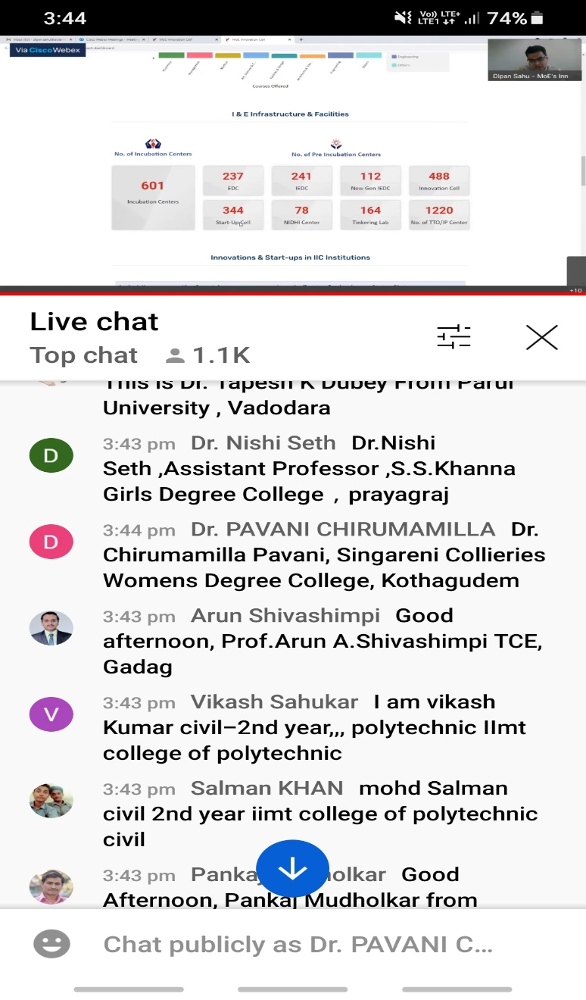 3:44
Vo)) LTE+
LTE1
74%
Via Cisco Webex
Dipan Sahu - MoE's Inn
Engineering
Others
Courses Offered
I & E Infrastructure & Facilities
No. of Incubation Centers
No. of Pre Incubation Centers
601
Incubation Centers
237
EDC
241
IEDC
112
New Gen IEDC
488
Innovation Cell
344
Start-Up Cell
78
NIDHI Center
164
Tinkering Lab
1220
No. of TTO/IP Center
Innovations & Start-ups in IIC Institutions
+10
Live chat
Top chat 1.1K
This is Dr. Tapesh K Dubey From Parul
University , Vadodara
D
3:43 pm Dr. Nishi Seth Dr.Nishi
Seth ,Assistant Professor ,S.S.Khanna
Girls Degree College , prayagraj
D
3:44 pm Dr. PAVANI CHIRUMAMILLA Dr.
Chirumamilla Pavani, Singareni Collieries
Womens Degree College, Kothagudem
3:43 pm Arun Shivashimpi Good
afternoon, Prof.Arun A.Shivashimpi TCE,
Gadag
V
3:43 pm Vikash Sahukar I am vikash
Kumar civil–2nd year,,, polytechnic IImt
college of polytechnic
3:43 pm Salman KHAN mohd Salman
civil 2nd year iimt college of polytechnic
civil
3:43 pm Good
Afternoon, Pankaj Mudholkar from
Chat publicly as Dr. PAVANI C...